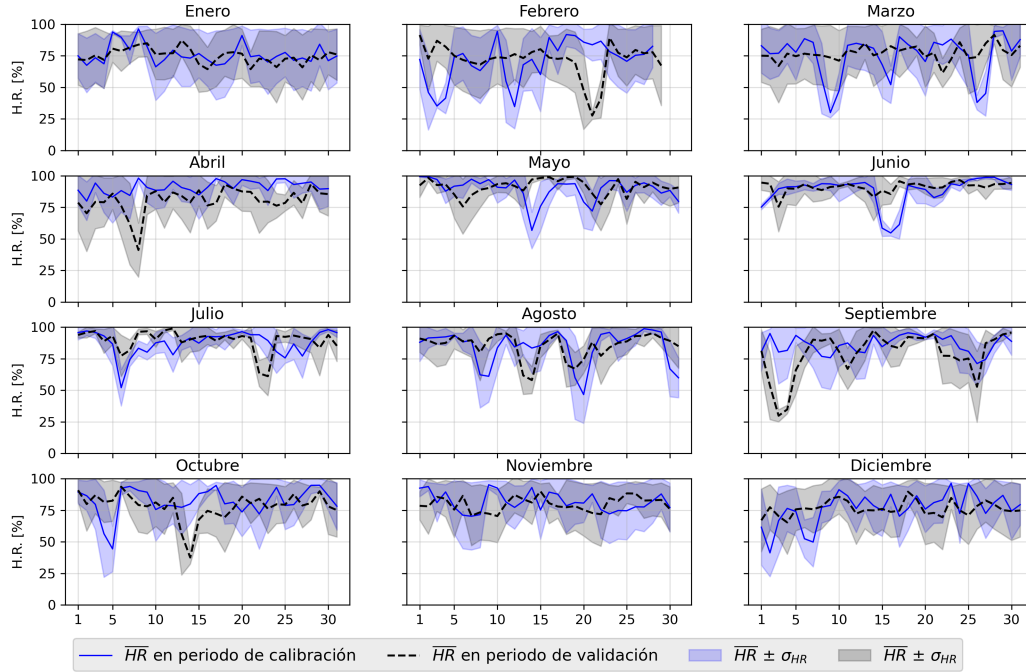 Enero Febrero Marzo
H.R. [%] 100 75 50 25 0
Abril Mayo Junio
H.R. [%] 100 75 50 25 0
Julio Agosto Septiembre
H.R. [%] 100 75 50 25 0
Octubre Noviembre Diciembre
H.R. [%] 100 75 50 25 0
1 5 10 15 20 25 30 1 5 10 15 20 25 30 1 5 10 15 20 25 30
HR en periodo de calibración HR en periodo de validación HR ± σHR HR ± σHR